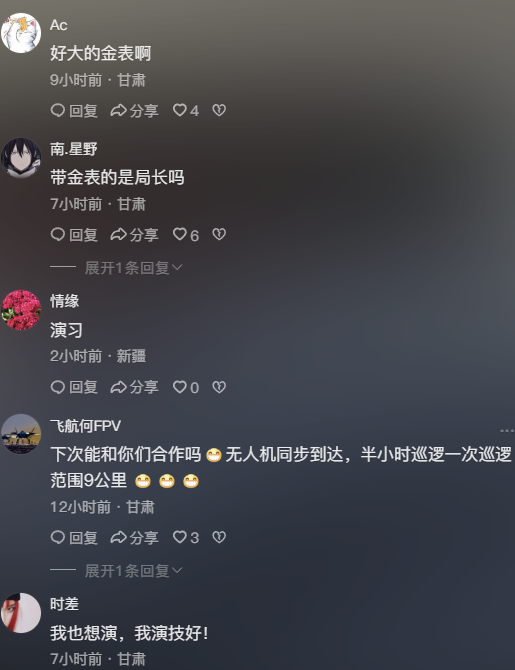 Ac
好大的金表啊
9小时前 · 甘肃
回复 分享 4
南.星野
带金表的是局长吗
7小时前 · 甘肃
回复 分享 6
展开1条回复
情缘
演习
2小时前 · 新疆
回复 分享 0
飞航何FPV
下次能和你们合作吗😁无人机同步到达，半小时巡逻一次巡逻
范围9公里 😁 😁 😁
12小时前 · 甘肃
回复 分享 3
展开1条回复
时差
我也想演，我演技好！
7小时前 · 甘肃